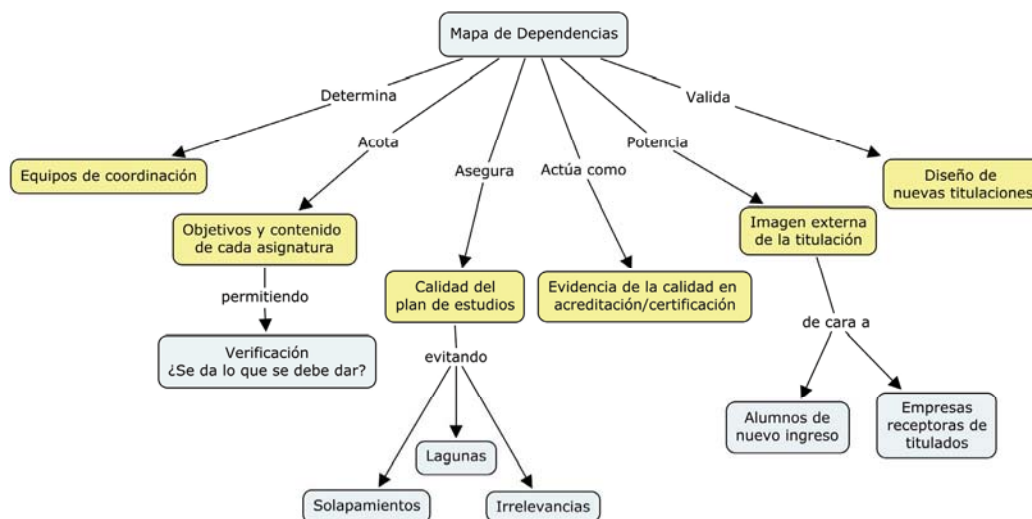 Mapa de Dependencias
Determina
Valida
Acota
Potencia
Asegura
Actúa como
Equipos de coordinación
Diseño de
nuevas titulaciones
Objetivos y contenido
de cada asignatura
Imagen externa
de la titulación
Calidad del
plan de estudios
Evidencia de la calidad en
acreditación/certificación
permitiendo
de cara a
Verificación
¿Se da lo que se debe dar?
evitando
Alumnos de
nuevo ingreso
Empresas
receptoras de
titulados
Lagunas
Solapamientos
Irrelevancias